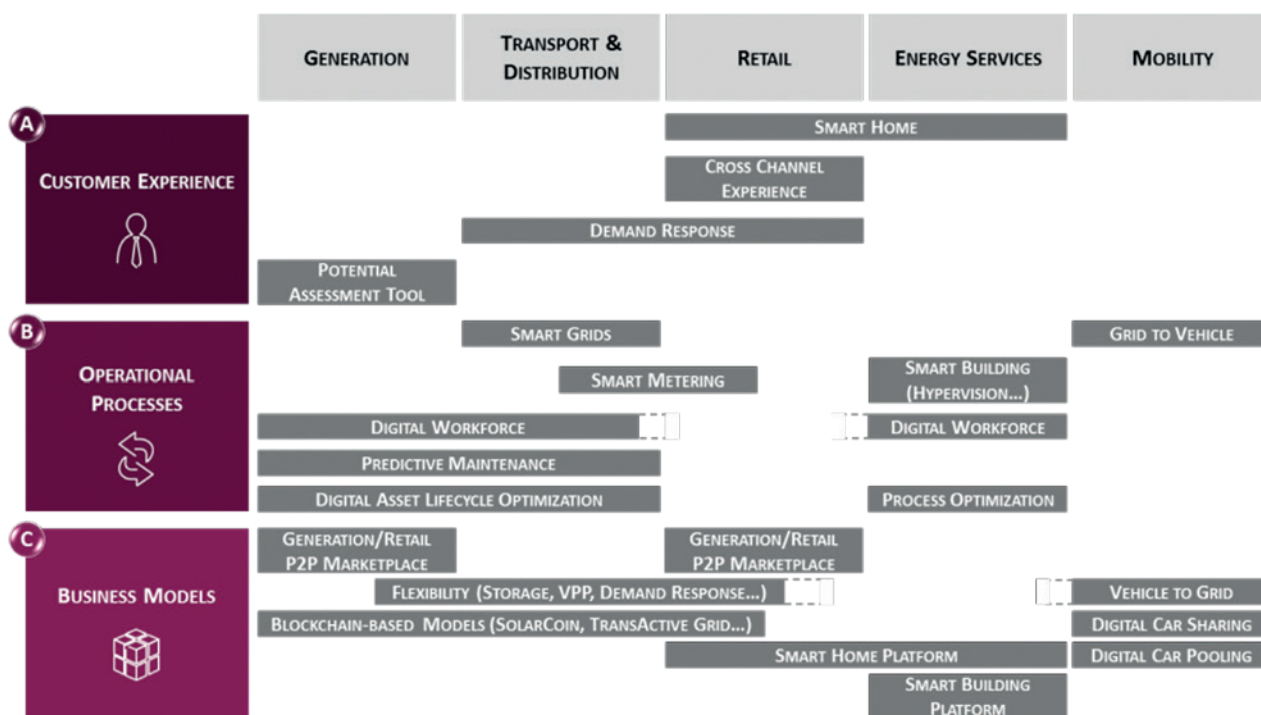 GENERATION
TRANSPORT &
DISTRIBUTION
RETAIL
ENERGY SERVICES
MOBILITY
A
CUSTOMER EXPERIENCE
SMART HOME
CROSS CHANNEL
EXPERIENCE
DEMAND RESPONSE
POTENTIAL
ASSESSMENT TOOL
B
OPERATIONAL
PROCESSES
SMART GRIDS
GRID TO VEHICLE
SMART METERING
SMART BUILDING
(HYPERVISION...)
DIGITAL WORKFORCE
DIGITAL WORKFORCE
PREDICTIVE MAINTENANCE
DIGITAL ASSET LIFECYCLE OPTIMIZATION
PROCESS OPTIMIZATION
C
BUSINESS MODELS
GENERATION/RETAIL
P2P MARKETPLACE
GENERATION/RETAIL
P2P MARKETPLACE
FLEXIBILITY (STORAGE, VPP, DEMAND RESPONSE...)
VEHICLE TO GRID
BLOCKCHAIN-BASED MODELS (SOLARCOIN, TRANSACTIVE GRID...)
DIGITAL CAR SHARING
SMART HOME PLATFORM
DIGITAL CAR POOLING
SMART BUILDING
PLATFORM